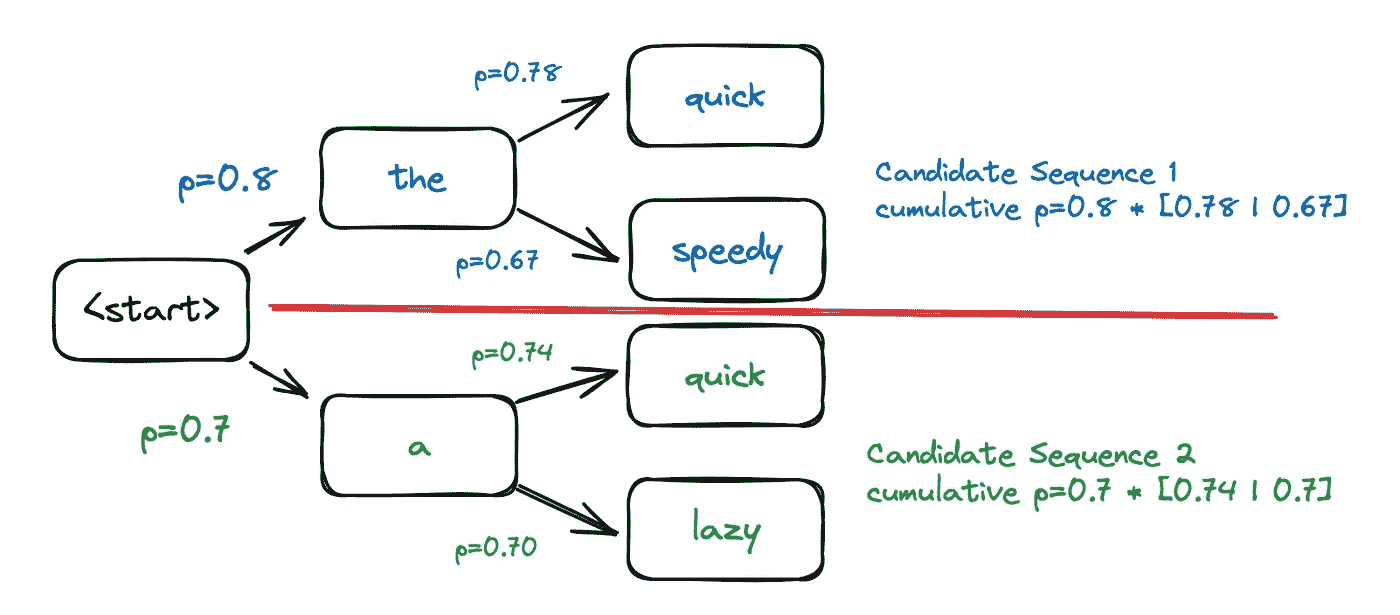 p=0.78
quick
p=0.8
the
Candidate Sequence 1
cumulative p=0.8 * [0.78 | 0.67]
p=0.67
speedy
<start>
p=0.74
quick
p=0.7
a
Candidate Sequence 2
cumulative p=0.7 * [0.74 | 0.7]
p=0.70
lazy